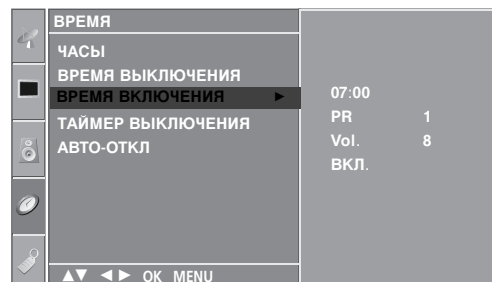 ВРЕМЯ
ЧАСЫ
ВРЕМЯ ВЫКЛЮЧЕНИЯ
ВРЕМЯ ВКЛЮЧЕНИЯ ►
ТАЙМЕР ВЫКЛЮЧЕНИЯ
АВТО-ОТКЛ
07:00
PR 1
Vol. 8
ВКЛ.
▲▼ ◄► OK MENU